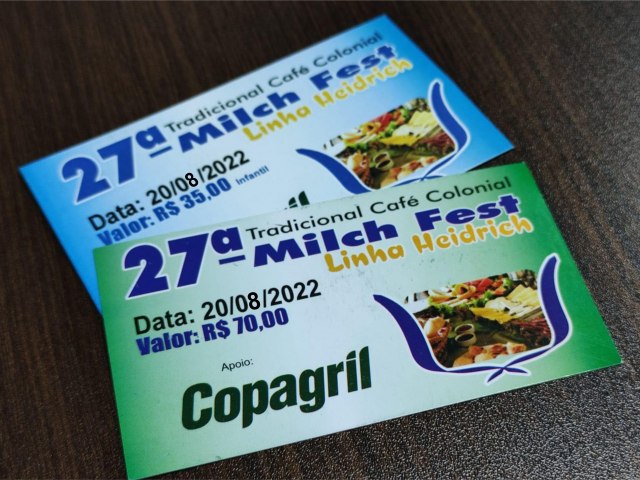 27ª Tradicional Café Colonial
Milch Fest
Linha Heidrich
Data: 20/08/2022
Valor: R$ 35,00 Infantil
27ª Tradicional Café Colonial
Milch Fest
Linha Heidrich
Data: 20/08/2022
Valor: R$ 70,00
Apoio:
Copagril